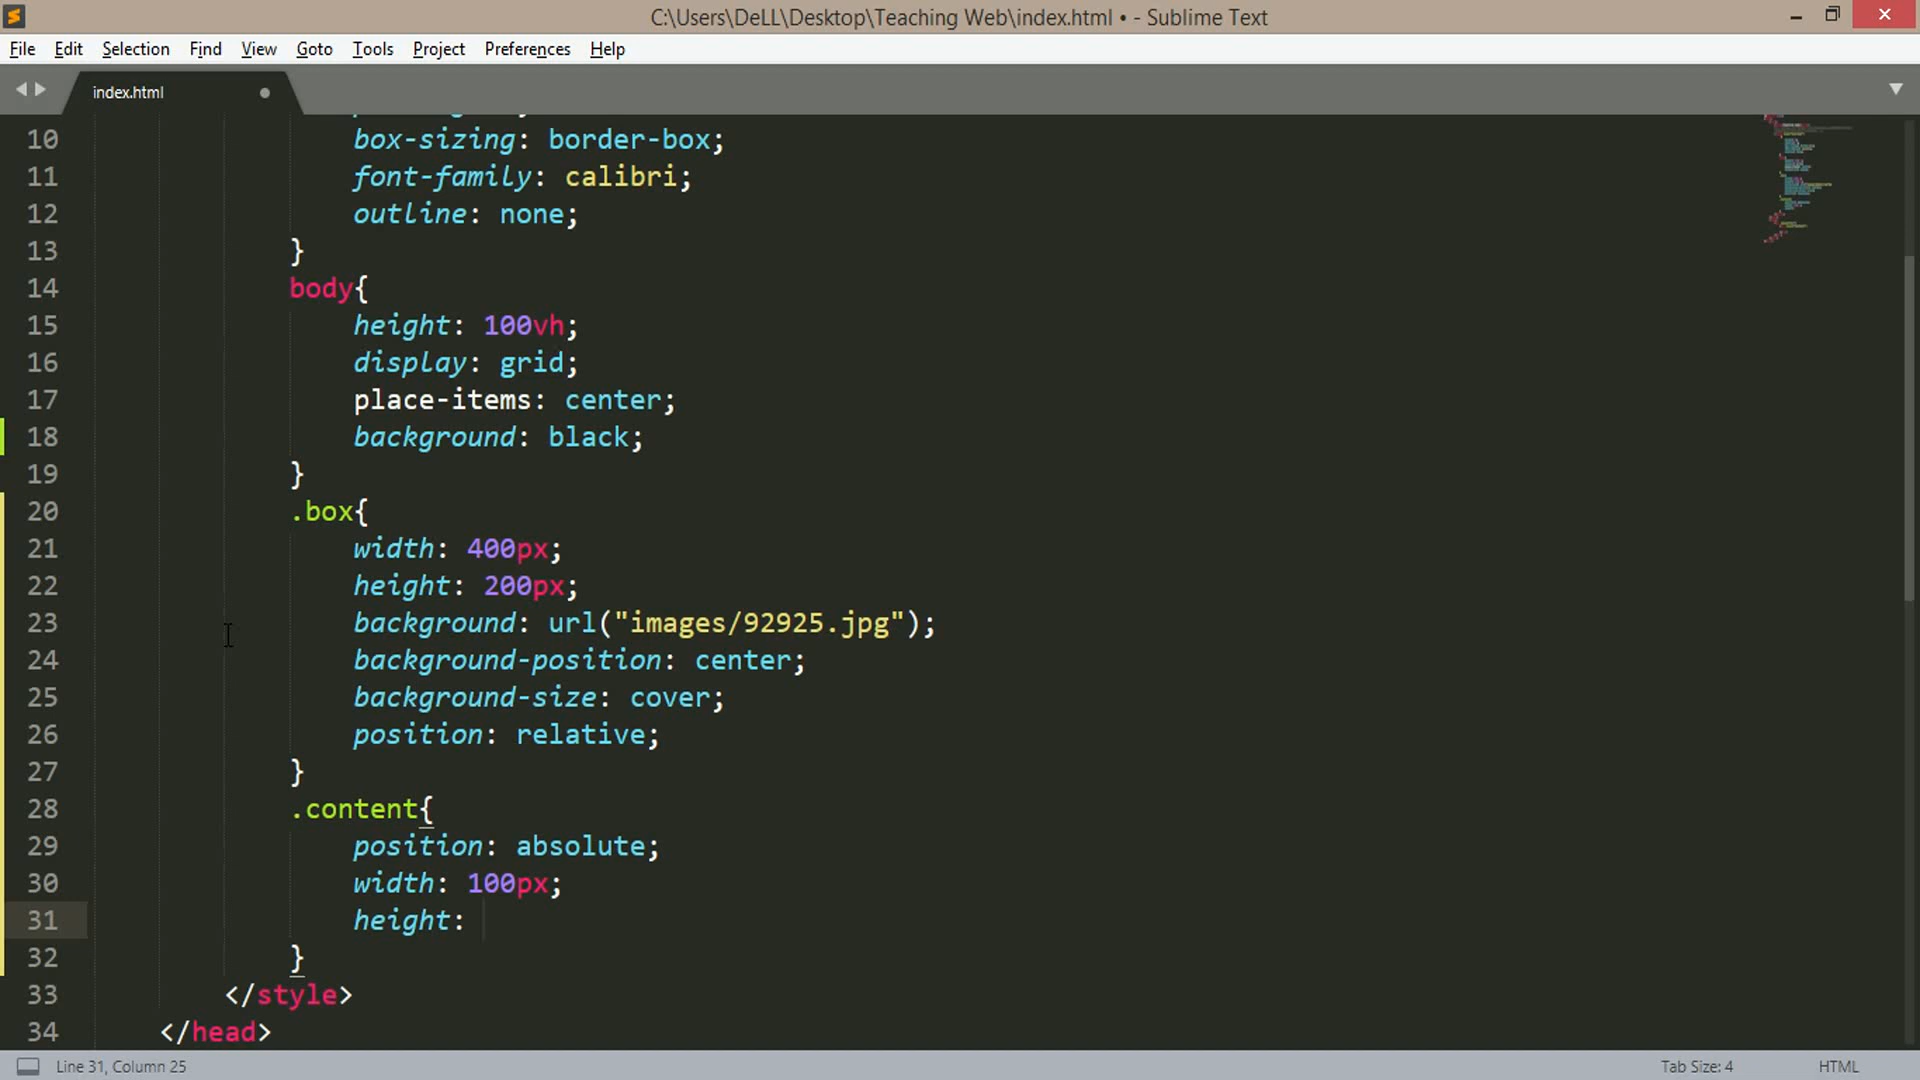 C:\Users\DeLL\Desktop\Teaching Web\index.html • - Sublime Text
File Edit Selection Find View Goto Tools Project Preferences Help
index.html
10 box-sizing: border-box;
11 font-family: calibri;
12 outline: none;
13 }
14 body{
15 height: 100vh;
16 display: grid;
17 place-items: center;
18 background: black;
19 }
20 .box{
21 width: 400px;
22 height: 200px;
23 background: url("images/92925.jpg");
24 background-position: center;
25 background-size: cover;
26 position: relative;
27 }
28 .content{
29 position: absolute;
30 width: 100px;
31 height:
32 }
33 </style>
34 </head>
Line 31, Column 25 Tab Size: 4 HTML